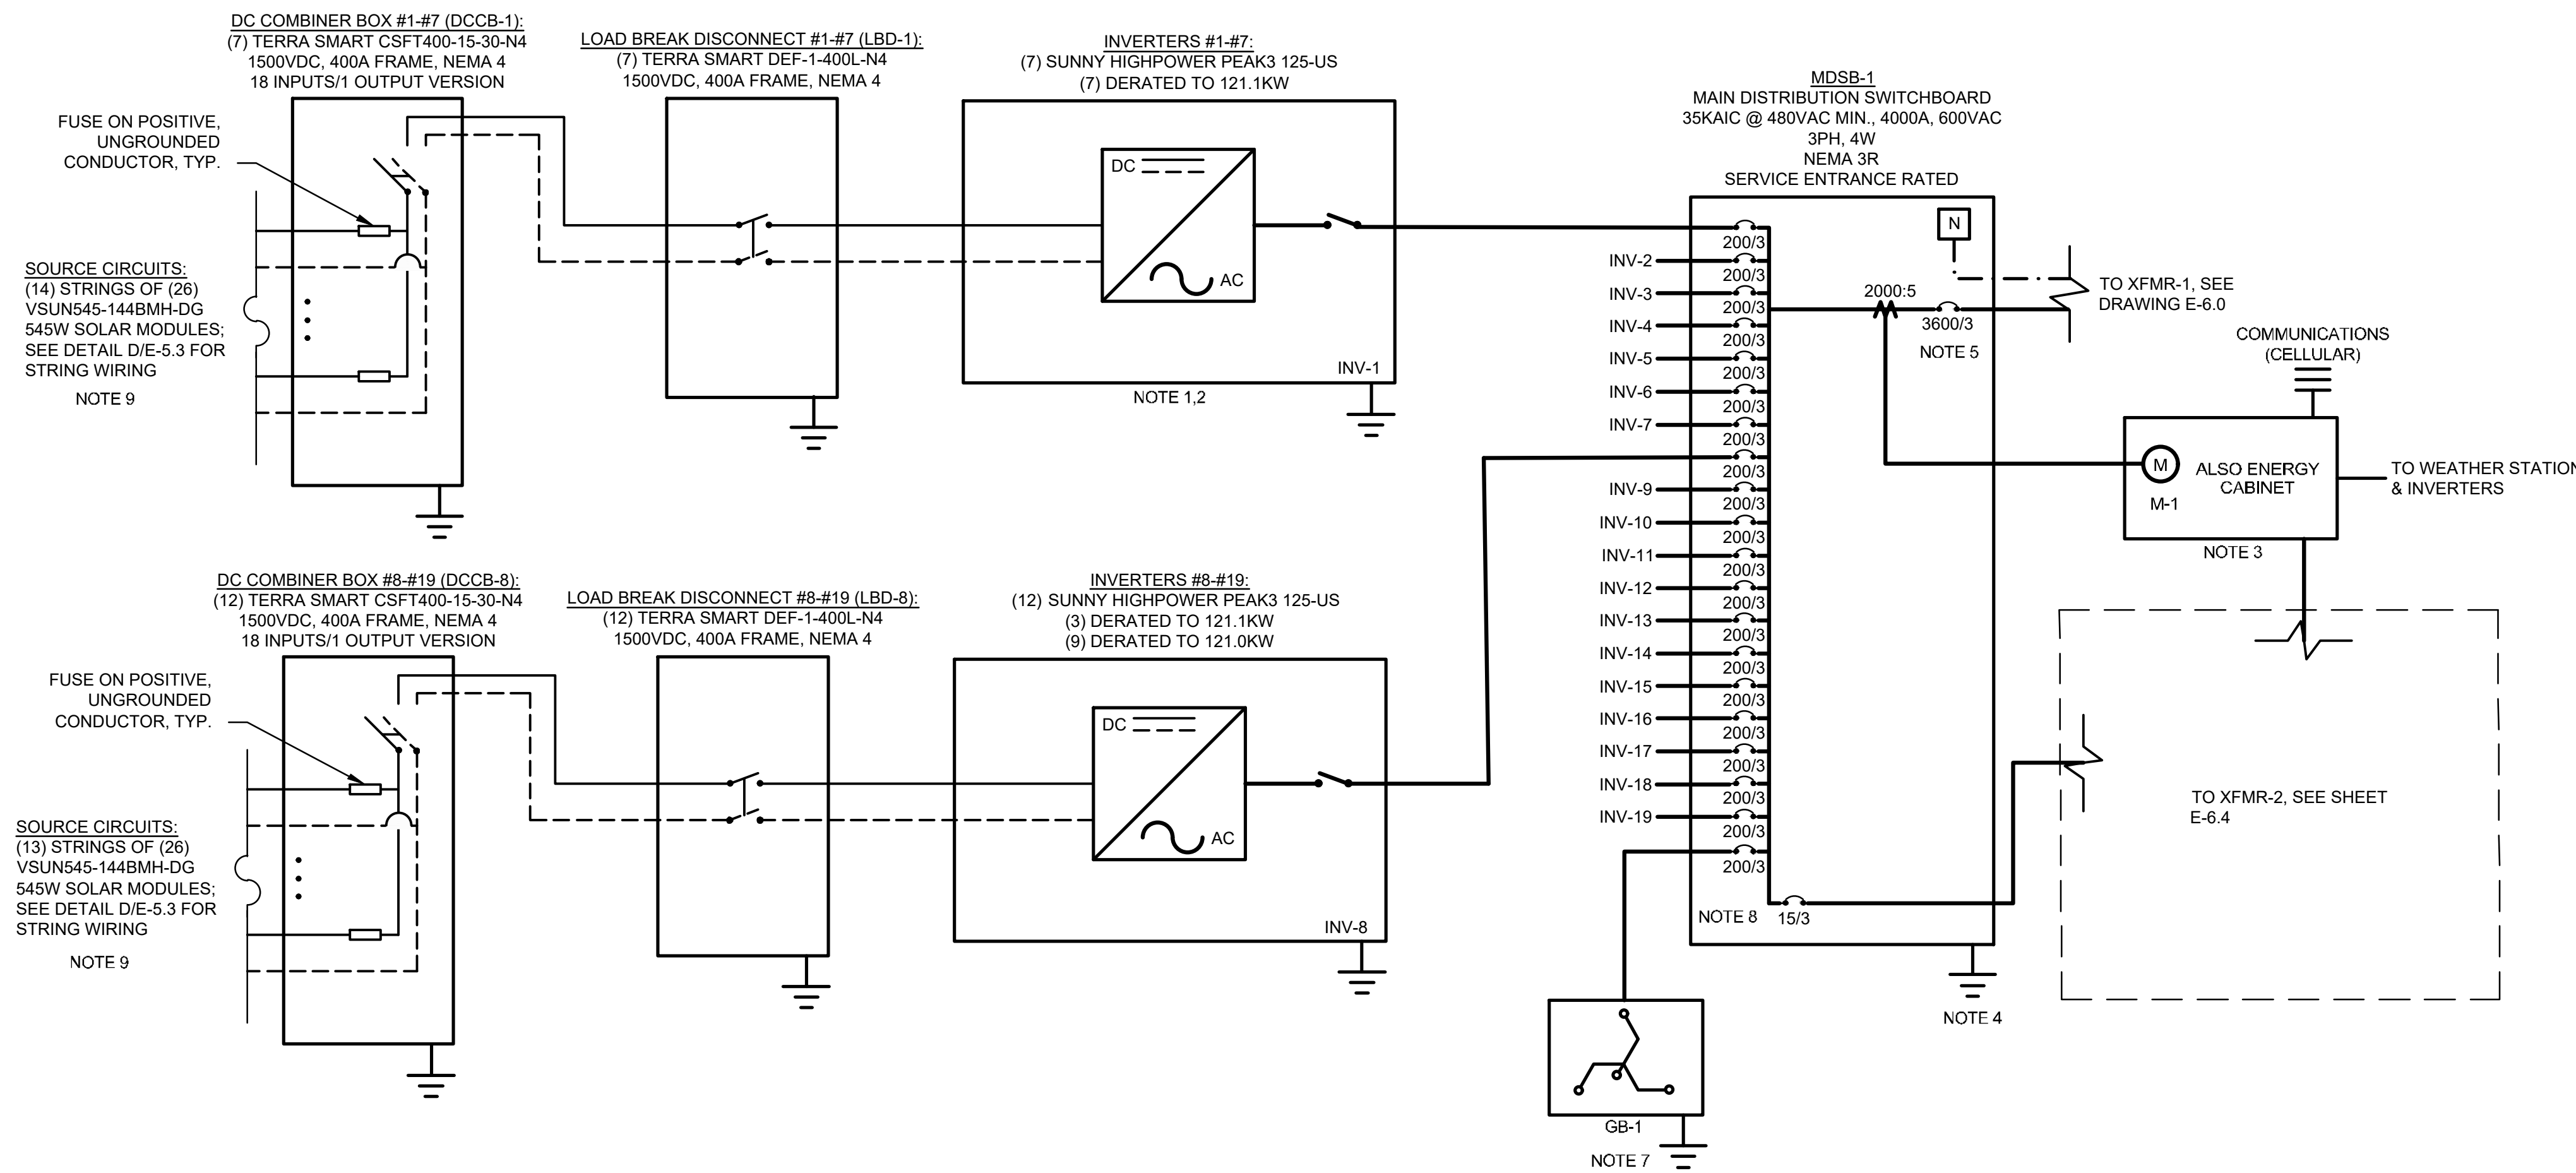 DC COMBINER BOX #1-#7 (DCCB-1):
(7) TERRA SMART CSFT400-15-30-N4
1500VDC, 400A FRAME, NEMA 4
18 INPUTS/1 OUTPUT VERSION
FUSE ON POSITIVE,
UNGROUNDED
CONDUCTOR, TYP.
SOURCE CIRCUITS:
(14) STRINGS OF (26)
VSUN545-144BMH-DG
545W SOLAR MODULES;
SEE DETAIL D/E-5.3 FOR
STRING WIRING
NOTE 9
LOAD BREAK DISCONNECT #1-#7 (LBD-1):
(7) TERRA SMART DEF-1-400L-N4
1500VDC, 400A FRAME, NEMA 4
INVERTERS #1-#7:
(7) SUNNY HIGHPOWER PEAK3 125-US
(7) DERATED TO 121.1KW
DC
AC
INV-1
NOTE 1,2
DC COMBINER BOX #8-#19 (DCCB-8):
(12) TERRA SMART CSFT400-15-30-N4
1500VDC, 400A FRAME, NEMA 4
18 INPUTS/1 OUTPUT VERSION
FUSE ON POSITIVE,
UNGROUNDED
CONDUCTOR, TYP.
SOURCE CIRCUITS:
(13) STRINGS OF (26)
VSUN545-144BMH-DG
545W SOLAR MODULES;
SEE DETAIL D/E-5.3 FOR
STRING WIRING
NOTE 9
LOAD BREAK DISCONNECT #8-#19 (LBD-8):
(12) TERRA SMART DEF-1-400L-N4
1500VDC, 400A FRAME, NEMA 4
INVERTERS #8-#19:
(12) SUNNY HIGHPOWER PEAK3 125-US
(3) DERATED TO 121.1KW
(9) DERATED TO 121.0KW
DC
AC
INV-8
MDSB-1
MAIN DISTRIBUTION SWITCHBOARD
35KAIC @ 480VAC MIN., 4000A, 600VAC
3PH, 4W
NEMA 3R
SERVICE ENTRANCE RATED
200/3
INV-2
200/3
INV-3
200/3
INV-4
200/3
INV-5
200/3
INV-6
200/3
INV-7
200/3
200/3
INV-9
200/3
INV-10
200/3
INV-11
200/3
INV-12
200/3
INV-13
200/3
INV-14
200/3
INV-15
200/3
INV-16
200/3
INV-17
200/3
INV-18
200/3
INV-19
200/3
200/3
NOTE 8
15/3
N
2000:5
3600/3
NOTE 5
TO XFMR-1, SEE
DRAWING E-6.0
COMMUNICATIONS
(CELLULAR)
M
M-1
ALSO ENERGY
CABINET
NOTE 3
TO WEATHER STATION
& INVERTERS
TO XFMR-2, SEE SHEET
E-6.4
NOTE 4
GB-1
NOTE 7